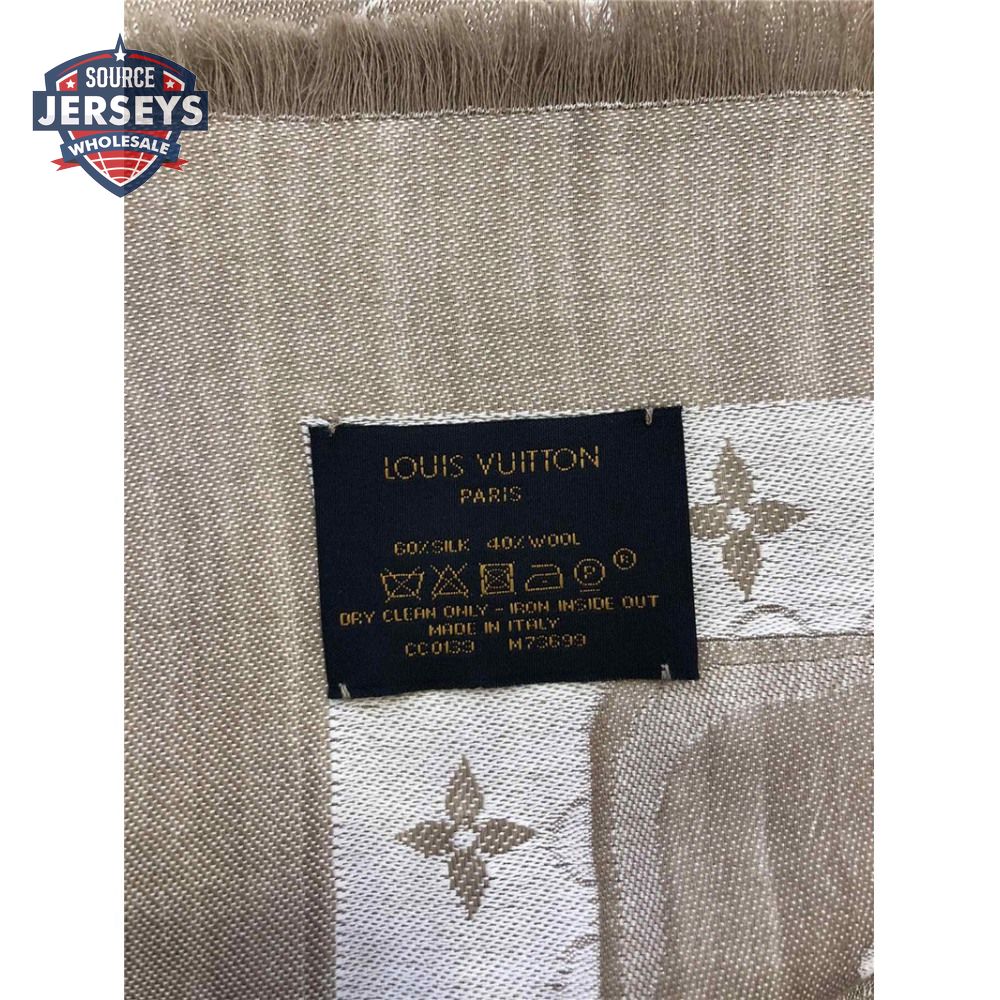 SOURCE
JERSEYS
WHOLESALE
LOUIS VUITTON
PARIS
60%SILK 40%WOOL
P R
DRY CLEAN ONLY - IRON INSIDE OUT
MADE IN ITALY
CC0139 M73699